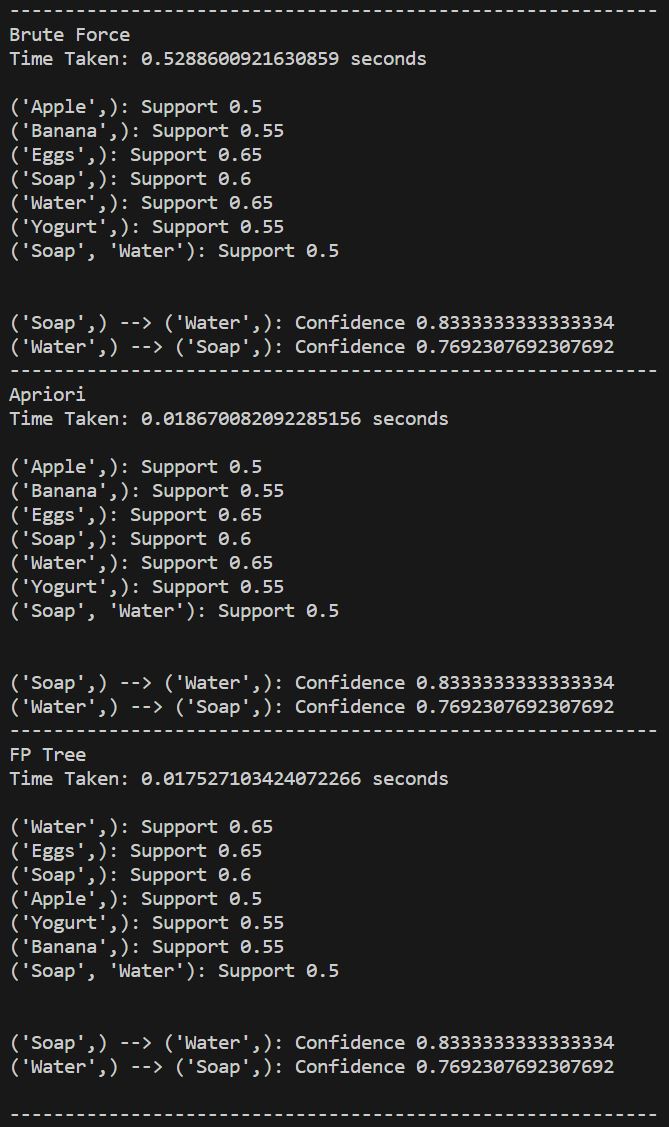 -----------------------------------------------------------
Brute Force
Time Taken: 0.5288600921630859 seconds

('Apple',): Support 0.5
('Banana',): Support 0.55
('Eggs',): Support 0.65
('Soap',): Support 0.6
('Water',): Support 0.65
('Yogurt',): Support 0.55
('Soap', 'Water'): Support 0.5

('Soap',) --> ('Water',): Confidence 0.8333333333333334
('Water',) --> ('Soap',): Confidence 0.7692307692307692
-----------------------------------------------------------
Apriori
Time Taken: 0.018670082092285156 seconds

('Apple',): Support 0.5
('Banana',): Support 0.55
('Eggs',): Support 0.65
('Soap',): Support 0.6
('Water',): Support 0.65
('Yogurt',): Support 0.55
('Soap', 'Water'): Support 0.5

('Soap',) --> ('Water',): Confidence 0.8333333333333334
('Water',) --> ('Soap',): Confidence 0.7692307692307692
-----------------------------------------------------------
FP Tree
Time Taken: 0.017527103424072266 seconds

('Water',): Support 0.65
('Eggs',): Support 0.65
('Soap',): Support 0.6
('Apple',): Support 0.5
('Yogurt',): Support 0.55
('Banana',): Support 0.55
('Soap', 'Water'): Support 0.5

('Soap',) --> ('Water',): Confidence 0.8333333333333334
('Water',) --> ('Soap',): Confidence 0.7692307692307692

-----------------------------------------------------------